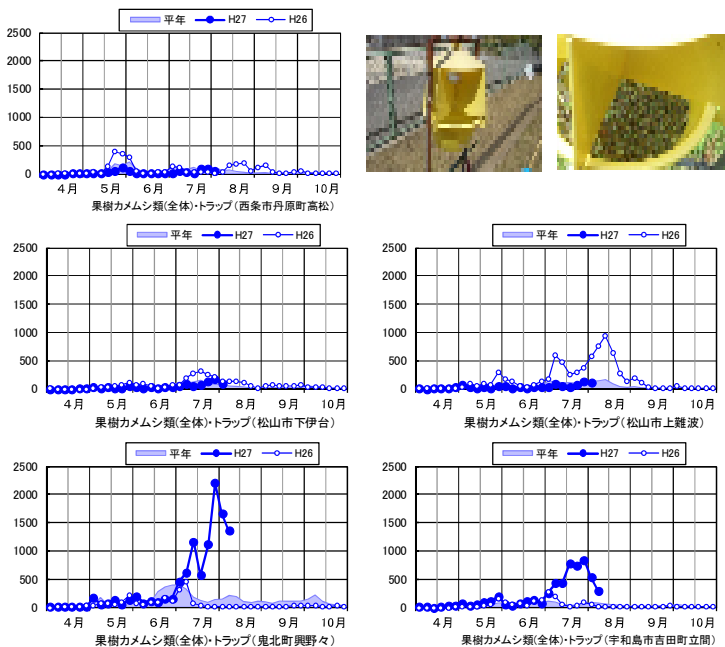 平年 H27 H26
2500
2000
1500
1000
500
0
4月 5月 6月 7月 8月 9月 10月
果樹カメムシ類(全体)・トラップ(西条市丹原町高松)
平年 H27 H26
2500
2000
1500
1000
500
0
4月 5月 6月 7月 8月 9月 10月
果樹カメムシ類(全体)・トラップ(松山市下伊台)
平年 H27 H26
2500
2000
1500
1000
500
0
4月 5月 6月 7月 8月 9月 10月
果樹カメムシ類(全体)・トラップ(松山市上難波)
平年 H27 H26
2500
2000
1500
1000
500
0
4月 5月 6月 7月 8月 9月 10月
果樹カメムシ類(全体)・トラップ(鬼北町興野々)
平年 H27 H26
2500
2000
1500
1000
500
0
4月 5月 6月 7月 8月 9月 10月
果樹カメムシ類(全体)・トラップ(宇和島市吉田町立間)